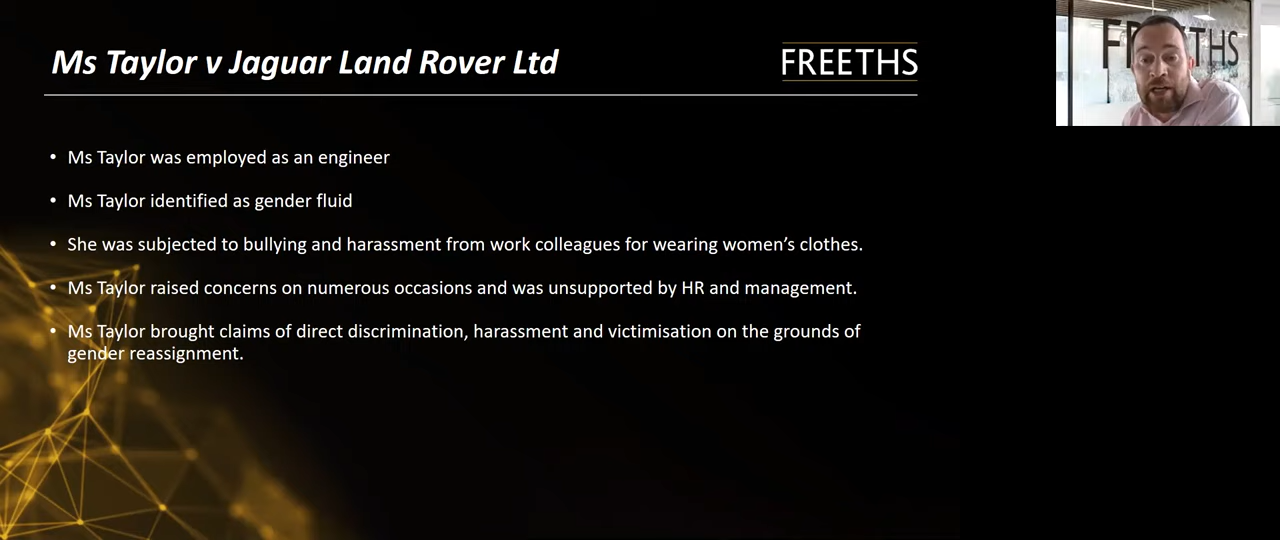 Ms Taylor v Jaguar Land Rover Ltd
FREETHS
FREETHS
• Ms Taylor was employed as an engineer
• Ms Taylor identified as gender fluid
• She was subjected to bullying and harassment from work colleagues for wearing women’s clothes.
• Ms Taylor raised concerns on numerous occasions and was unsupported by HR and management.
• Ms Taylor brought claims of direct discrimination, harassment and victimisation on the grounds of
gender reassignment.